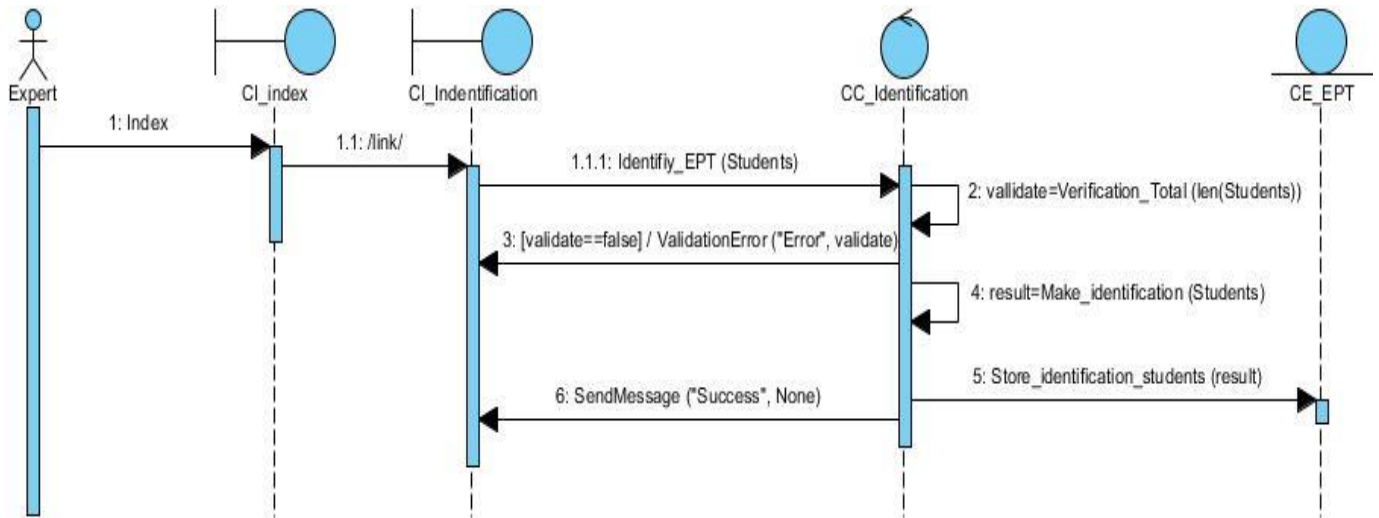 Expert
CI_index
CI_Indentification
CC_Identification
CE_EPT
1: Index
1.1: /link/
1.1.1: Identifiy_EPT (Students)
2: vallidate=Verification_Total (len(Students))
3: [validate==false] / ValidationError ("Error", validate)
4: result=Make_identification (Students)
5: Store_identification_students (result)
6: SendMessage ("Success", None)